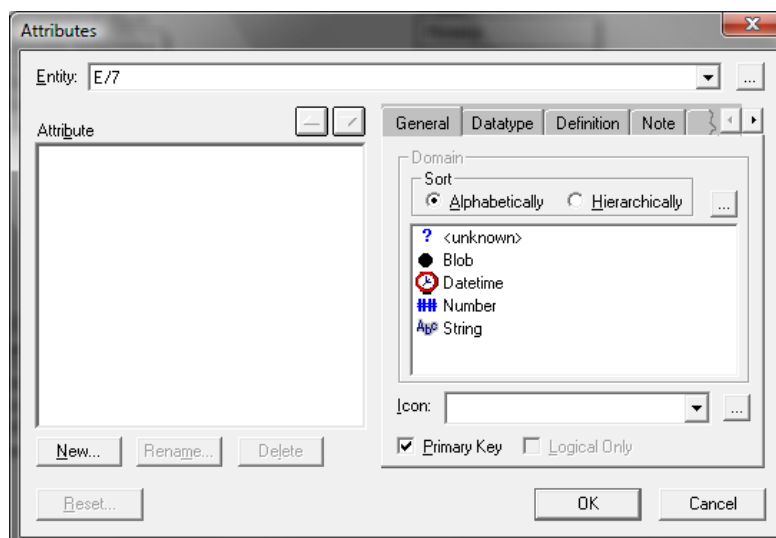 Attributes
Entity: E/7
...
Attribute
General Datatype Definition Note
Domain
Sort
Alphabetically Hierarchically ...
? <unknown>
Blob
Datetime
## Number
Abc String
Icon: ...
New... Rename... Delete
Primary Key Logical Only
Reset... OK Cancel